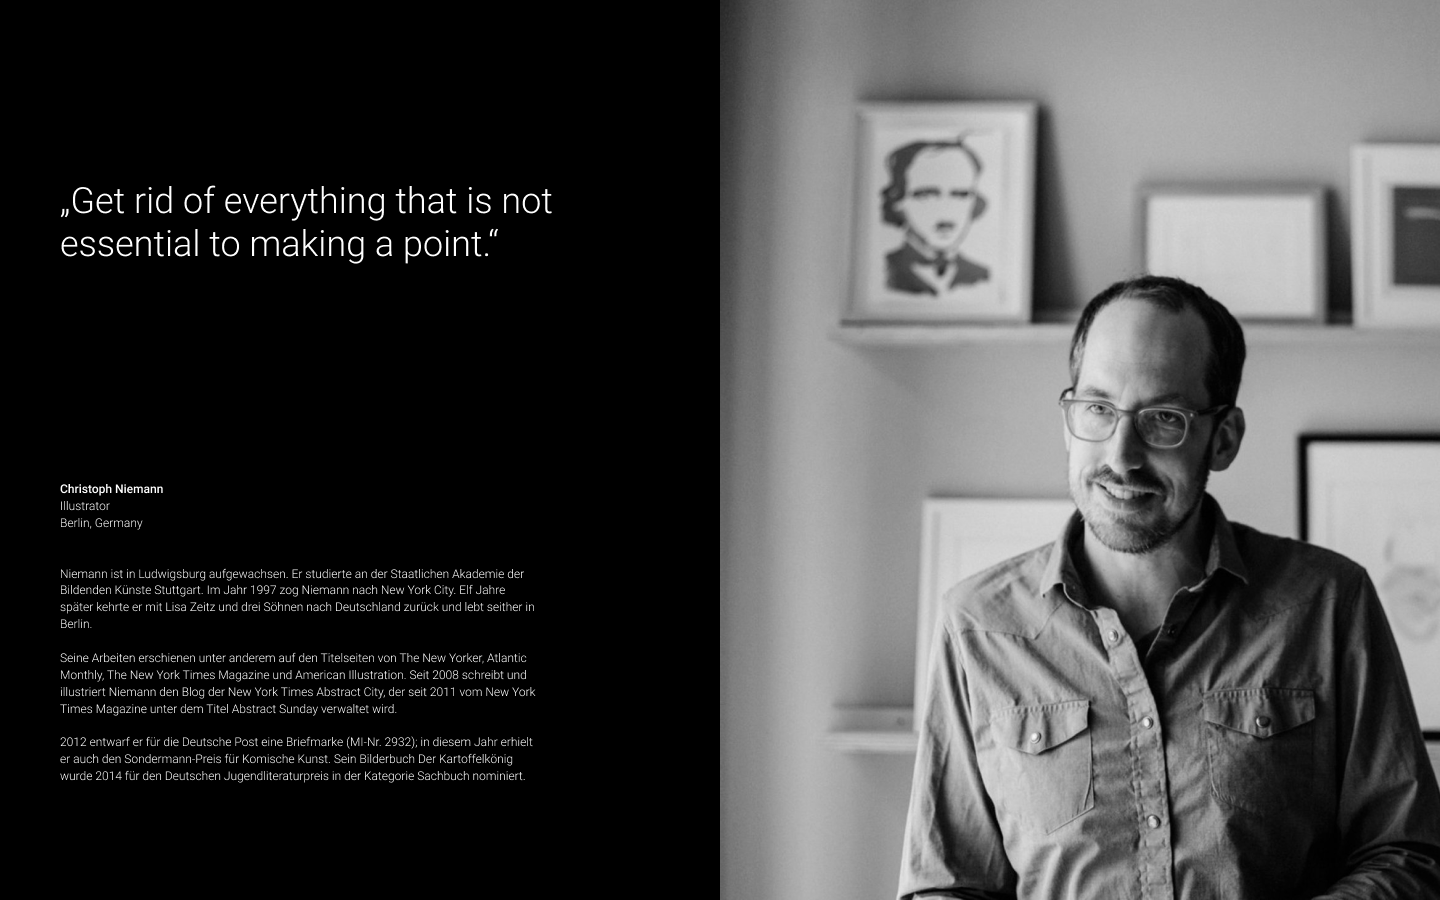 „Get rid of everything that is not
essential to making a point.“
Christoph Niemann
Illustrator
Berlin, Germany
Niemann ist in Ludwigsburg aufgewachsen. Er studierte an der Staatlichen Akademie der
Bildenden Künste Stuttgart. Im Jahr 1997 zog Niemann nach New York City. Elf Jahre
später kehrte er mit Lisa Zeitz und drei Söhnen nach Deutschland zurück und lebt seither in
Berlin.
Seine Arbeiten erschienen unter anderem auf den Titelseiten von The New Yorker, Atlantic
Monthly, The New York Times Magazine und American Illustration. Seit 2008 schreibt und
illustriert Niemann den Blog der New York Times Abstract City, der seit 2011 vom New York
Times Magazine unter dem Titel Abstract Sunday verwaltet wird.
2012 entwarf er für die Deutsche Post eine Briefmarke (MI-Nr. 2932); in diesem Jahr erhielt
er auch den Sondermann-Preis für Komische Kunst. Sein Bilderbuch Der Kartoffelkönig
wurde 2014 für den Deutschen Jugendliteraturpreis in der Kategorie Sachbuch nominiert.